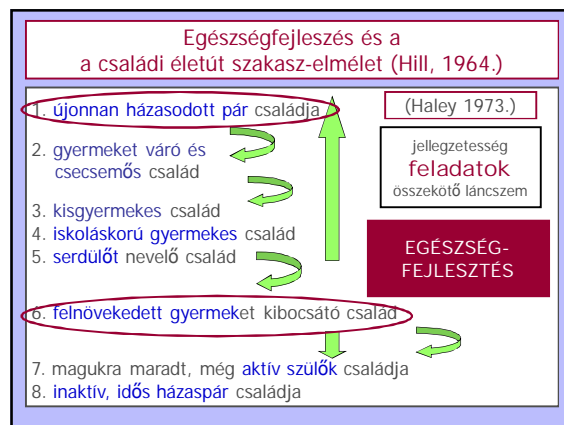 Egészségfejleszés és a
a családi életút szakasz-elmélet (Hill, 1964.)
1. újonnan házasodott pár családja
2. gyermeket váró és
csecsemős család
3. kisgyermekes család
4. iskoláskorú gyermekes család
5. serdülőt nevelő család
6. felnövekedett gyermeket kibocsátó család
7. magukra maradt, még aktív szülők családja
8. inaktív, idős házaspár családja
(Haley 1973.)
jellegzetesség
feladatok
összekötő láncszem
EGÉSZSÉG-
FEJLESZTÉS